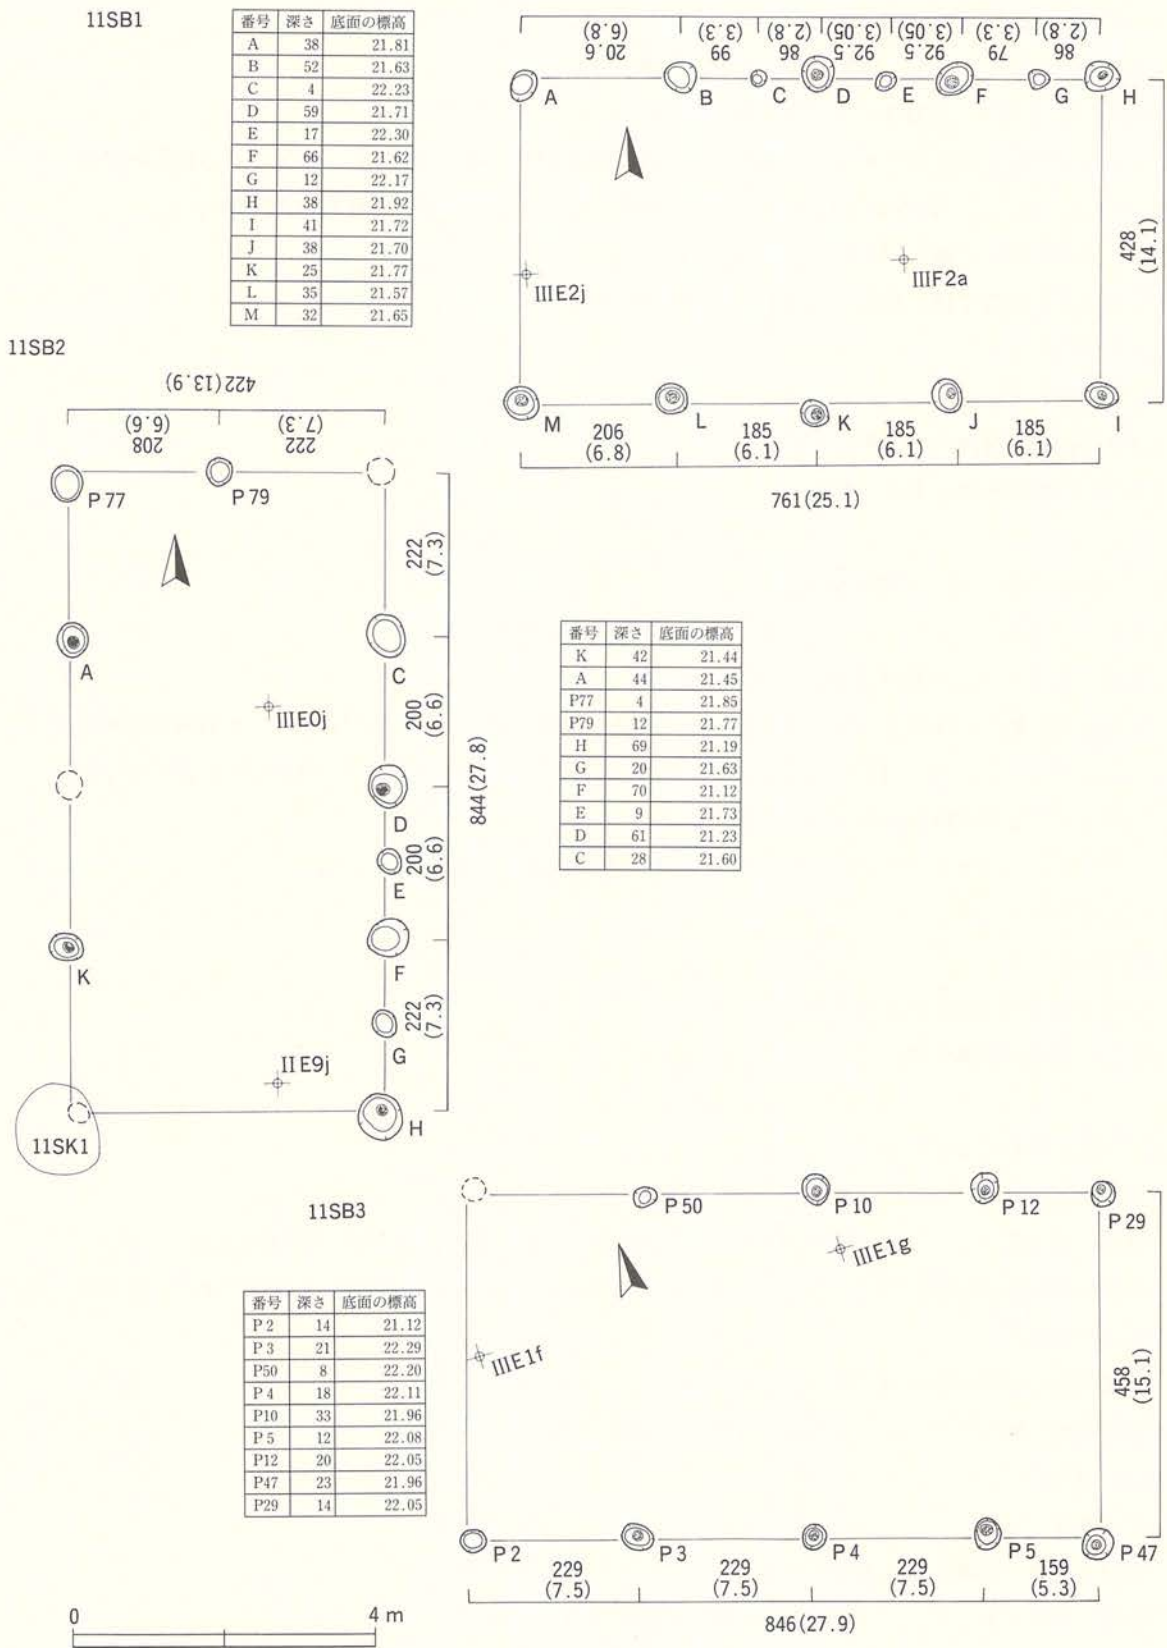 11SB1
番号 深さ 底面の標高
A 38 21.81
B 52 21.63
C 4 22.23
D 59 21.71
E 17 22.30
F 66 21.62
G 12 22.17
H 38 21.92
I 41 21.72
J 38 21.70
K 25 21.77
L 35 21.57
M 32 21.65
20.6 99 86 92.5 92.5 79 86
(6.8) (3.3) (2.8) (3.05) (3.05) (3.3) (2.8)
A B C D E F G H
428
(14.1)
IIIE2j
IIIF2a
M L K J I
206 185 185 185
(6.8) (6.1) (6.1) (6.1)
761(25.1)
11SB2
422(13.9)
208 222
(6.6) (7.3)
P77 P79
222
(7.3)
A
C
IIIE0j
200
(6.6)
844(27.8)
D
200
(6.6)
E
K
F
222
(7.3)
G
IIE9j
H
11SK1
番号 深さ 底面の標高
K 42 21.44
A 44 21.45
P77 4 21.85
P79 12 21.77
H 69 21.19
G 20 21.63
F 70 21.12
E 9 21.73
D 61 21.23
C 28 21.60
11SB3
番号 深さ 底面の標高
P2 14 21.12
P3 21 22.29
P50 8 22.20
P4 18 22.11
P10 33 21.96
P5 12 22.08
P12 20 22.05
P47 23 21.96
P29 14 22.05
P50 P10 P12 P29
IIIE1g
IIIE1f
458
(15.1)
P2 P3 P4 P5 P47
229 229 229 159
(7.5) (7.5) (7.5) (5.3)
846(27.9)
0 4 m